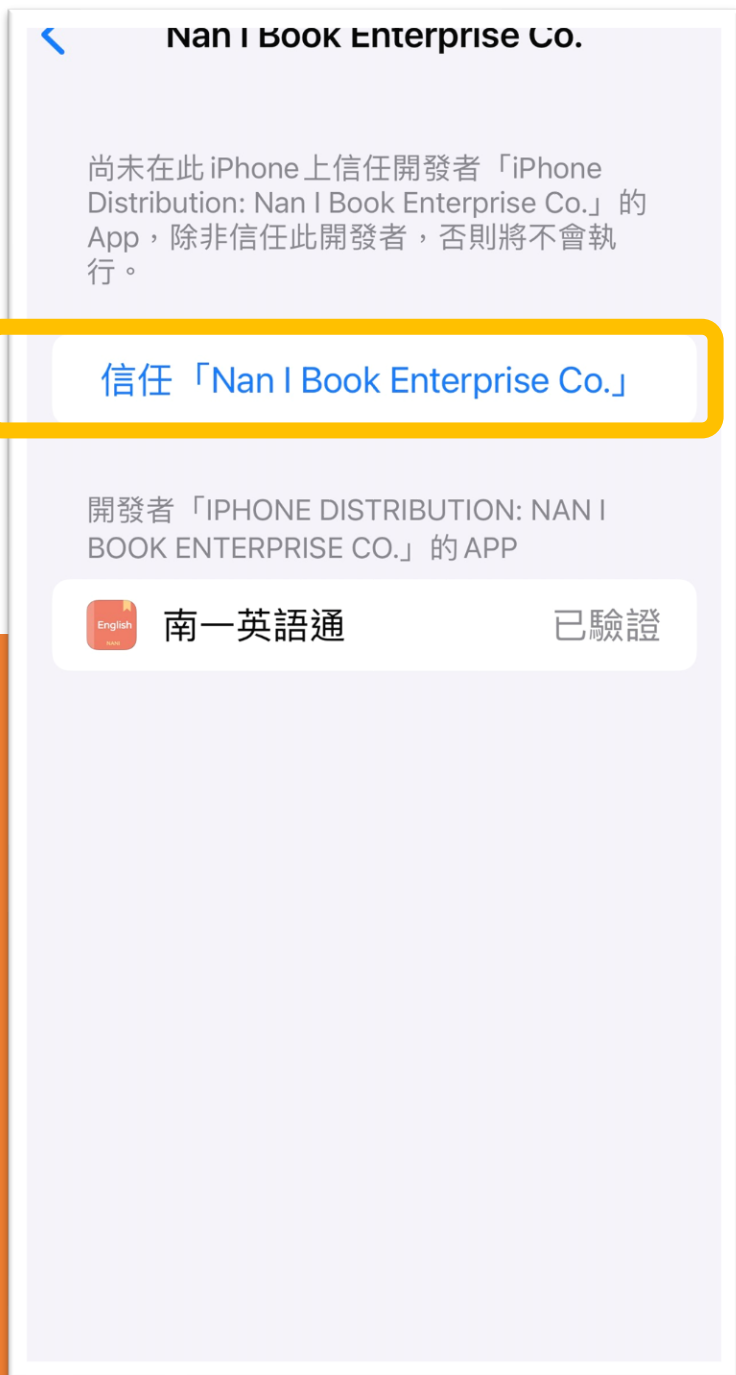 Nan I Book Enterprise Co.
尚未在此 iPhone 上信任開發者「iPhone
Distribution: Nan I Book Enterprise Co.」的
App，除非信任此開發者，否則將不會執
行。
信任「Nan I Book Enterprise Co.」
開發者「IPHONE DISTRIBUTION: NAN I
BOOK ENTERPRISE CO.」的 APP
English
NANI
南一英語通 已驗證